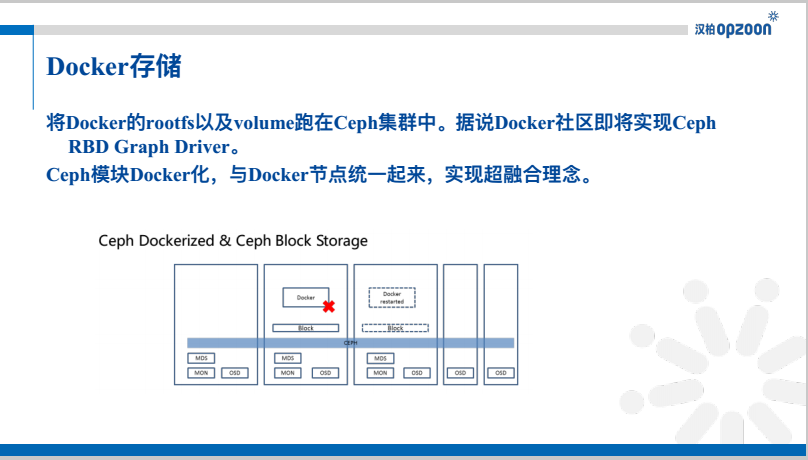 汉柏opzoon
Docker存储
将Docker的rootfs以及volume跑在Ceph集群中。据说Docker社区即将实现Ceph
RBD Graph Driver。
Ceph模块Docker化，与Docker节点统一起来，实现超融合理念。
Ceph Dockerized & Ceph Block Storage
Docker
Docker
restarted
Block
Block
CEPH
MDS
MDS
MDS
MON
OSD
MON
OSD
MON
OSD
OSD
OSD